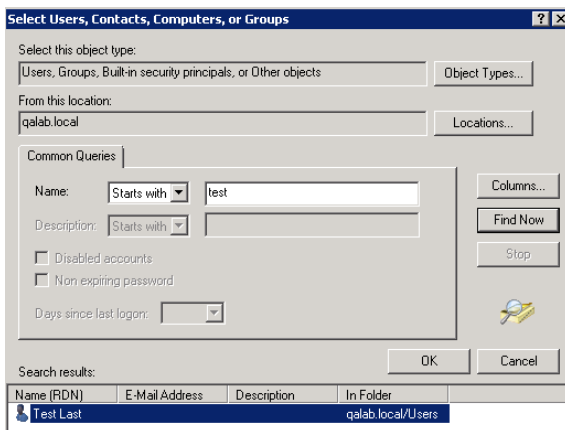 Select Users, Contacts, Computers, or Groups
Select this object type:
Users, Groups, Built-in security principals, or Other objects
Object Types...
From this location:
qalab.local
Locations...
Common Queries
Name: Starts with test
Description: Starts with
Disabled accounts
Non expiring password
Days since last logon:
Columns...
Find Now
Stop
OK Cancel
Search results:
Name (RDN) E-Mail Address Description In Folder
Test Last qalab.local/Users